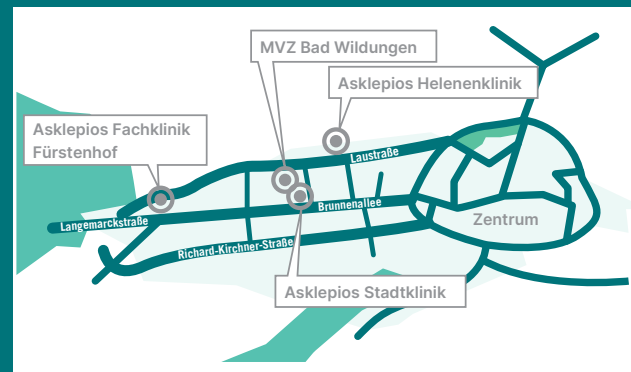 MVZ Bad Wildungen
Asklepios Helenenklinik
Asklepios Fachklinik
Fürstenhof
Laustraße
Brunnenallee
Langemarckstraße
Zentrum
Richard-Kirchner-Straße
Asklepios Stadtklinik